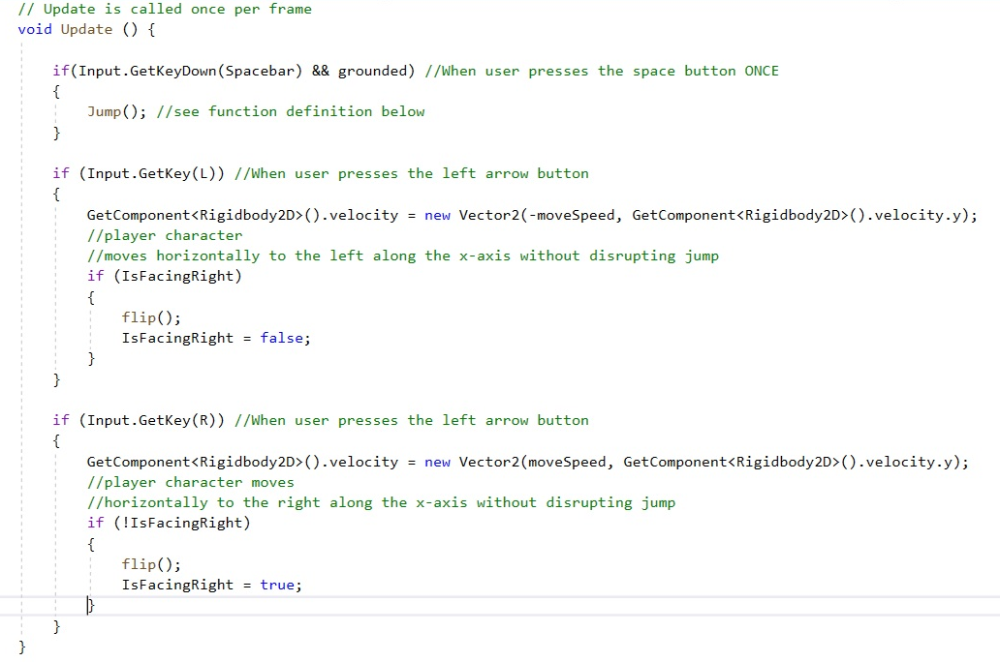 // Update is called once per frame
void Update () {
if(Input.GetKeyDown(Spacebar) && grounded) //When user presses the space button ONCE
{
Jump(); //see function definition below
}
if (Input.GetKey(L)) //When user presses the left arrow button
{
GetComponent<Rigidbody2D>().velocity = new Vector2(-moveSpeed, GetComponent<Rigidbody2D>().velocity.y);
//player character
//moves horizontally to the left along the x-axis without disrupting jump
if (IsFacingRight)
{
flip();
IsFacingRight = false;
}
}
if (Input.GetKey(R)) //When user presses the left arrow button
{
GetComponent<Rigidbody2D>().velocity = new Vector2(moveSpeed, GetComponent<Rigidbody2D>().velocity.y);
//player character moves
//horizontally to the right along the x-axis without disrupting jump
if (!IsFacingRight)
{
flip();
IsFacingRight = true;
}
}
}